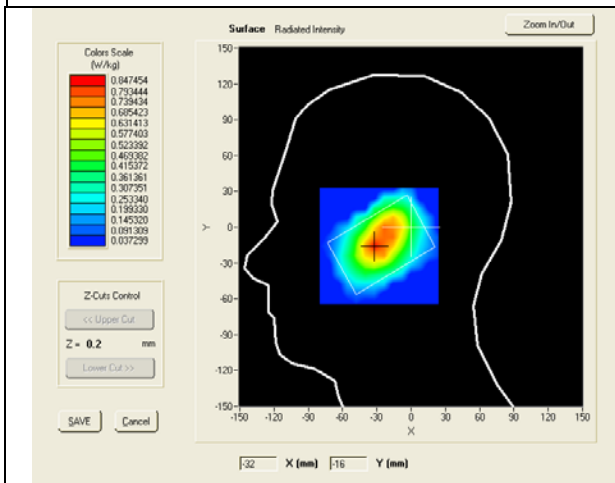 Surface Radiated Intensity
Zoom In/Out
Colors Scale
(W/kg)
0.847454
0.793444
0.739434
0.685423
0.631413
0.577403
0.523392
0.469382
0.415372
0.361361
0.307351
0.253340
0.199330
0.145320
0.091309
0.037299
Z-Cuts Control
<< Upper Cut
Z = 0.2 mm
Lower Cut >>
SAVE Cancel
150-
120-
90-
60-
30-
0-
-30-
-60-
-90-
-120-
-150-
Y
-150 -120 -90 -60 -30 0 30 60 90 120 150
X
-32 X (mm) -16 Y (mm)